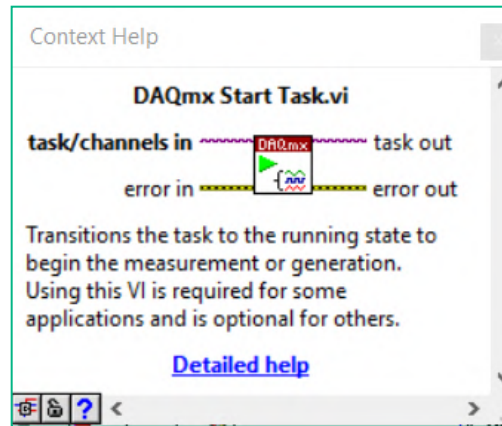 Context Help
DAQmx Start Task.vi
task/channels in DAQmx task out
error in error out
Transitions the task to the running state to
begin the measurement or generation.
Using this VI is required for some
applications and is optional for others.
Detailed help
?